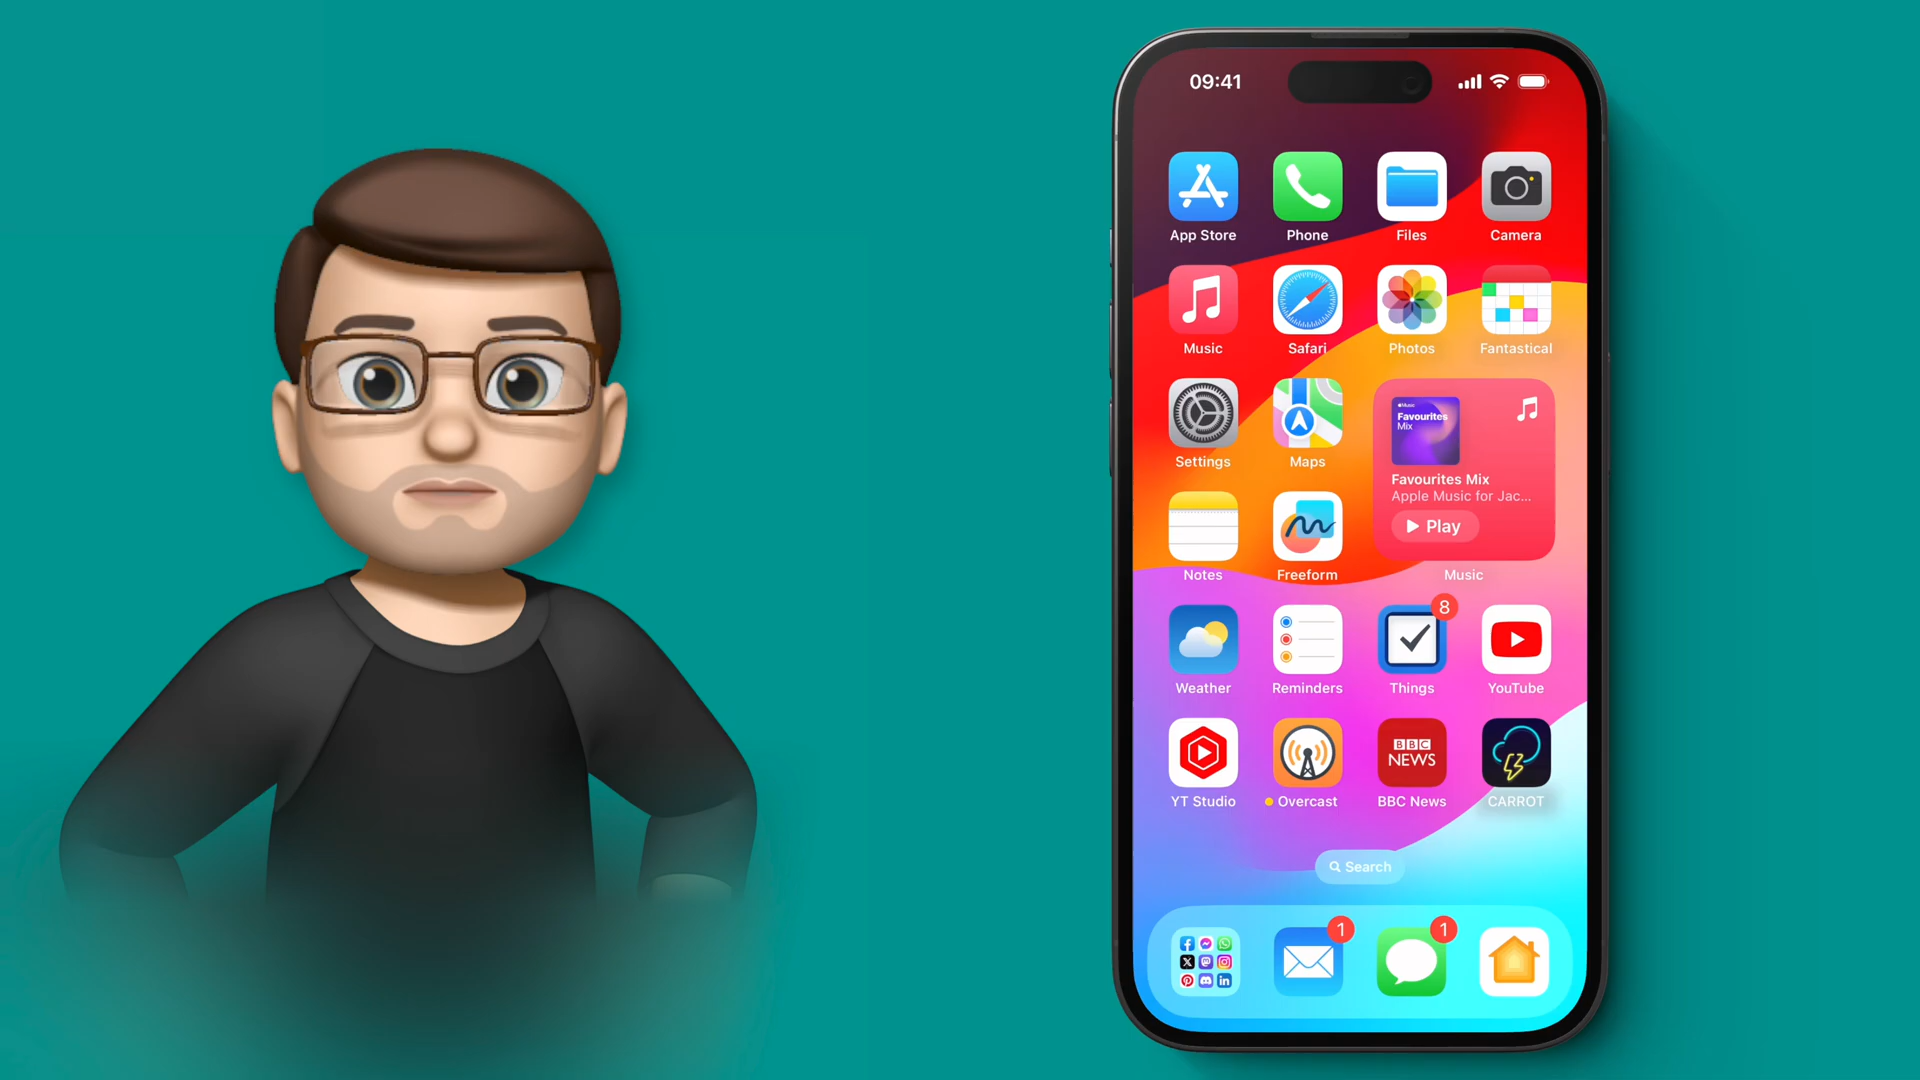 09:41
App Store
Phone
Files
Camera
Music
Safari
Photos
Fantastical
Settings
Maps
Music
Favourites
Mix
Favourites Mix
Apple Music for Jac...
Play
Notes
Freeform
Music
8
Weather
Reminders
Things
YouTube
BBC
NEWS
YT Studio
Overcast
BBC News
CARROT
Search
1
1